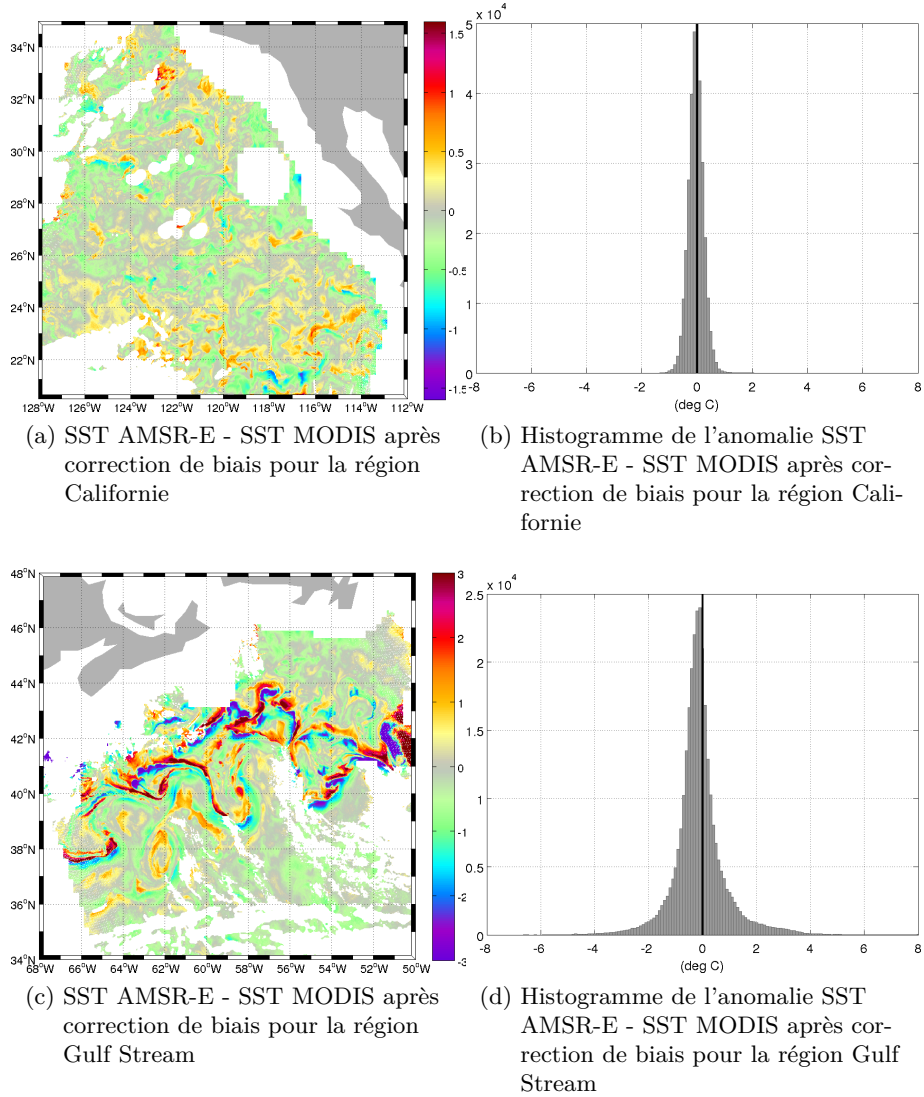 34°N
32°N
30°N
28°N
26°N
24°N
22°N
128°W 126°W 124°W 122°W 120°W 118°W 116°W 114°W 112°W
1.5
1
0.5
0
-0.5
-1
-1.5
x 10⁴
5
4
3
2
1
0
-8 -6 -4 -2 0 2 4 6 8
(deg C)
(a) SST AMSR-E - SST MODIS après
correction de biais pour la région
Californie
(b) Histogramme de l'anomalie SST
AMSR-E - SST MODIS après cor-
rection de biais pour la région Cali-
fornie
48°N
46°N
44°N
42°N
40°N
38°N
36°N
34°N
68°W 66°W 64°W 62°W 60°W 58°W 56°W 54°W 52°W 50°W
3
2
1
0
-1
-2
-3
x 10⁴
2.5
2
1.5
1
0.5
0
-8 -6 -4 -2 0 2 4 6 8
(deg C)
(c) SST AMSR-E - SST MODIS après
correction de biais pour la région
Gulf Stream
(d) Histogramme de l'anomalie SST
AMSR-E - SST MODIS après cor-
rection de biais pour la région Gulf
Stream